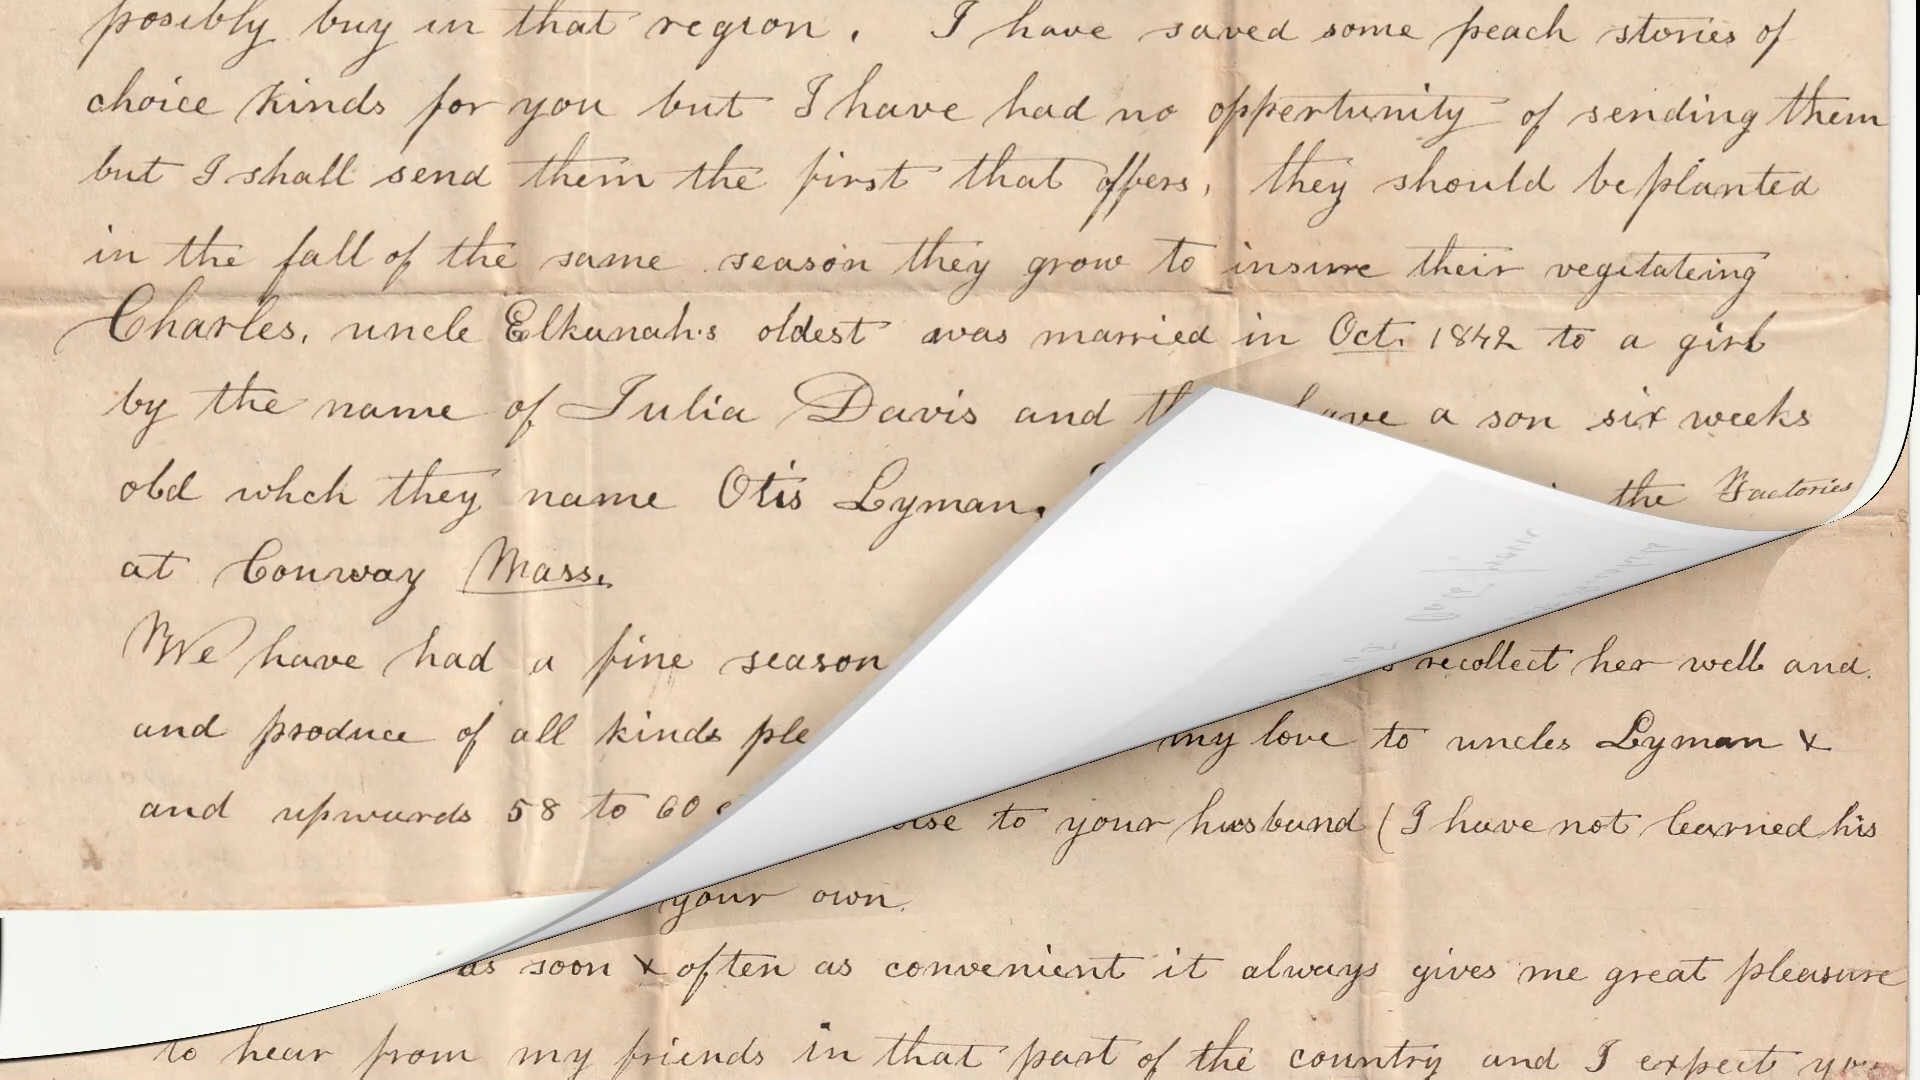 posibly buy in that region. I have saved some peach stories of
choice kinds for you but I have had no oppertunity of sending them
but I shall send them the first that offers, they should be planted
in the fall of the same season they grow to insure their vegitateing
Charles, uncle Elkanah's oldest was married in Oct. 1842 to a girl
by the name of Julia Davis and have a son six weeks
old whch they name Otis Lyman. the Factories
at Conway Mass.
We have had a fine season recollect her well and.
and produce of all kinds ple my love to uncles Lyman &
and upwards 58 to 60 to your husband (I have not learned his
your own.
as soon & often as convenient it always gives me great pleasure
to hear from my friends in that part of the country and I expect you